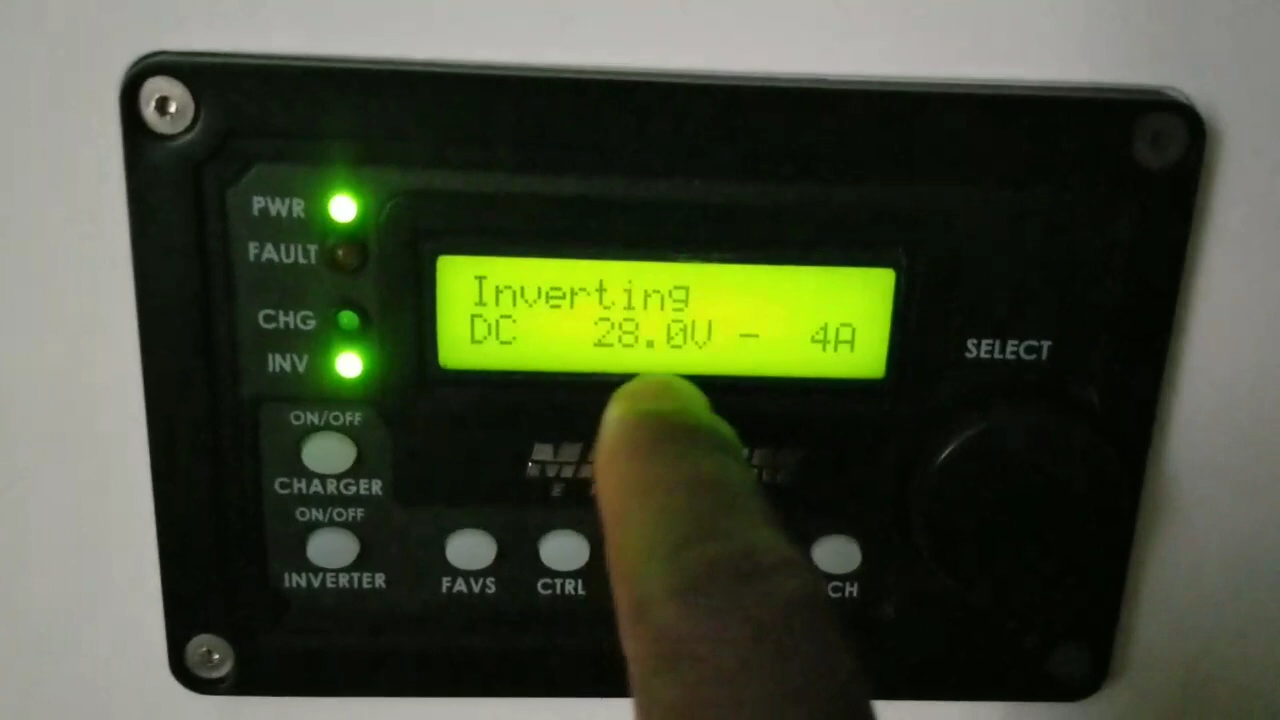 PWR
FAULT
CHG
INV
Inverting
DC 28.0V - 4A
SELECT
ON/OFF
CHARGER
ON/OFF
INVERTER
FAVS
CTRL
CH